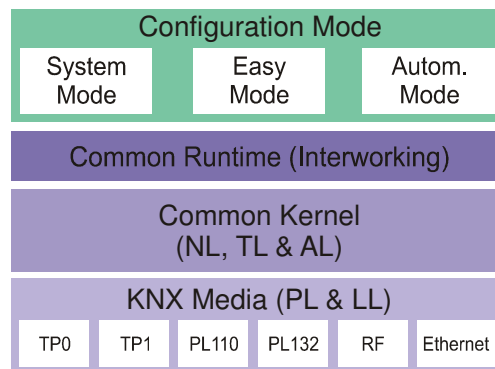 Configuration Mode
System Easy Autom.
Mode Mode Mode
Common Runtime (Interworking)
Common Kernel
(NL, TL & AL)
KNX Media (PL & LL)
TP0 TP1 PL110 PL132 RF Ethernet